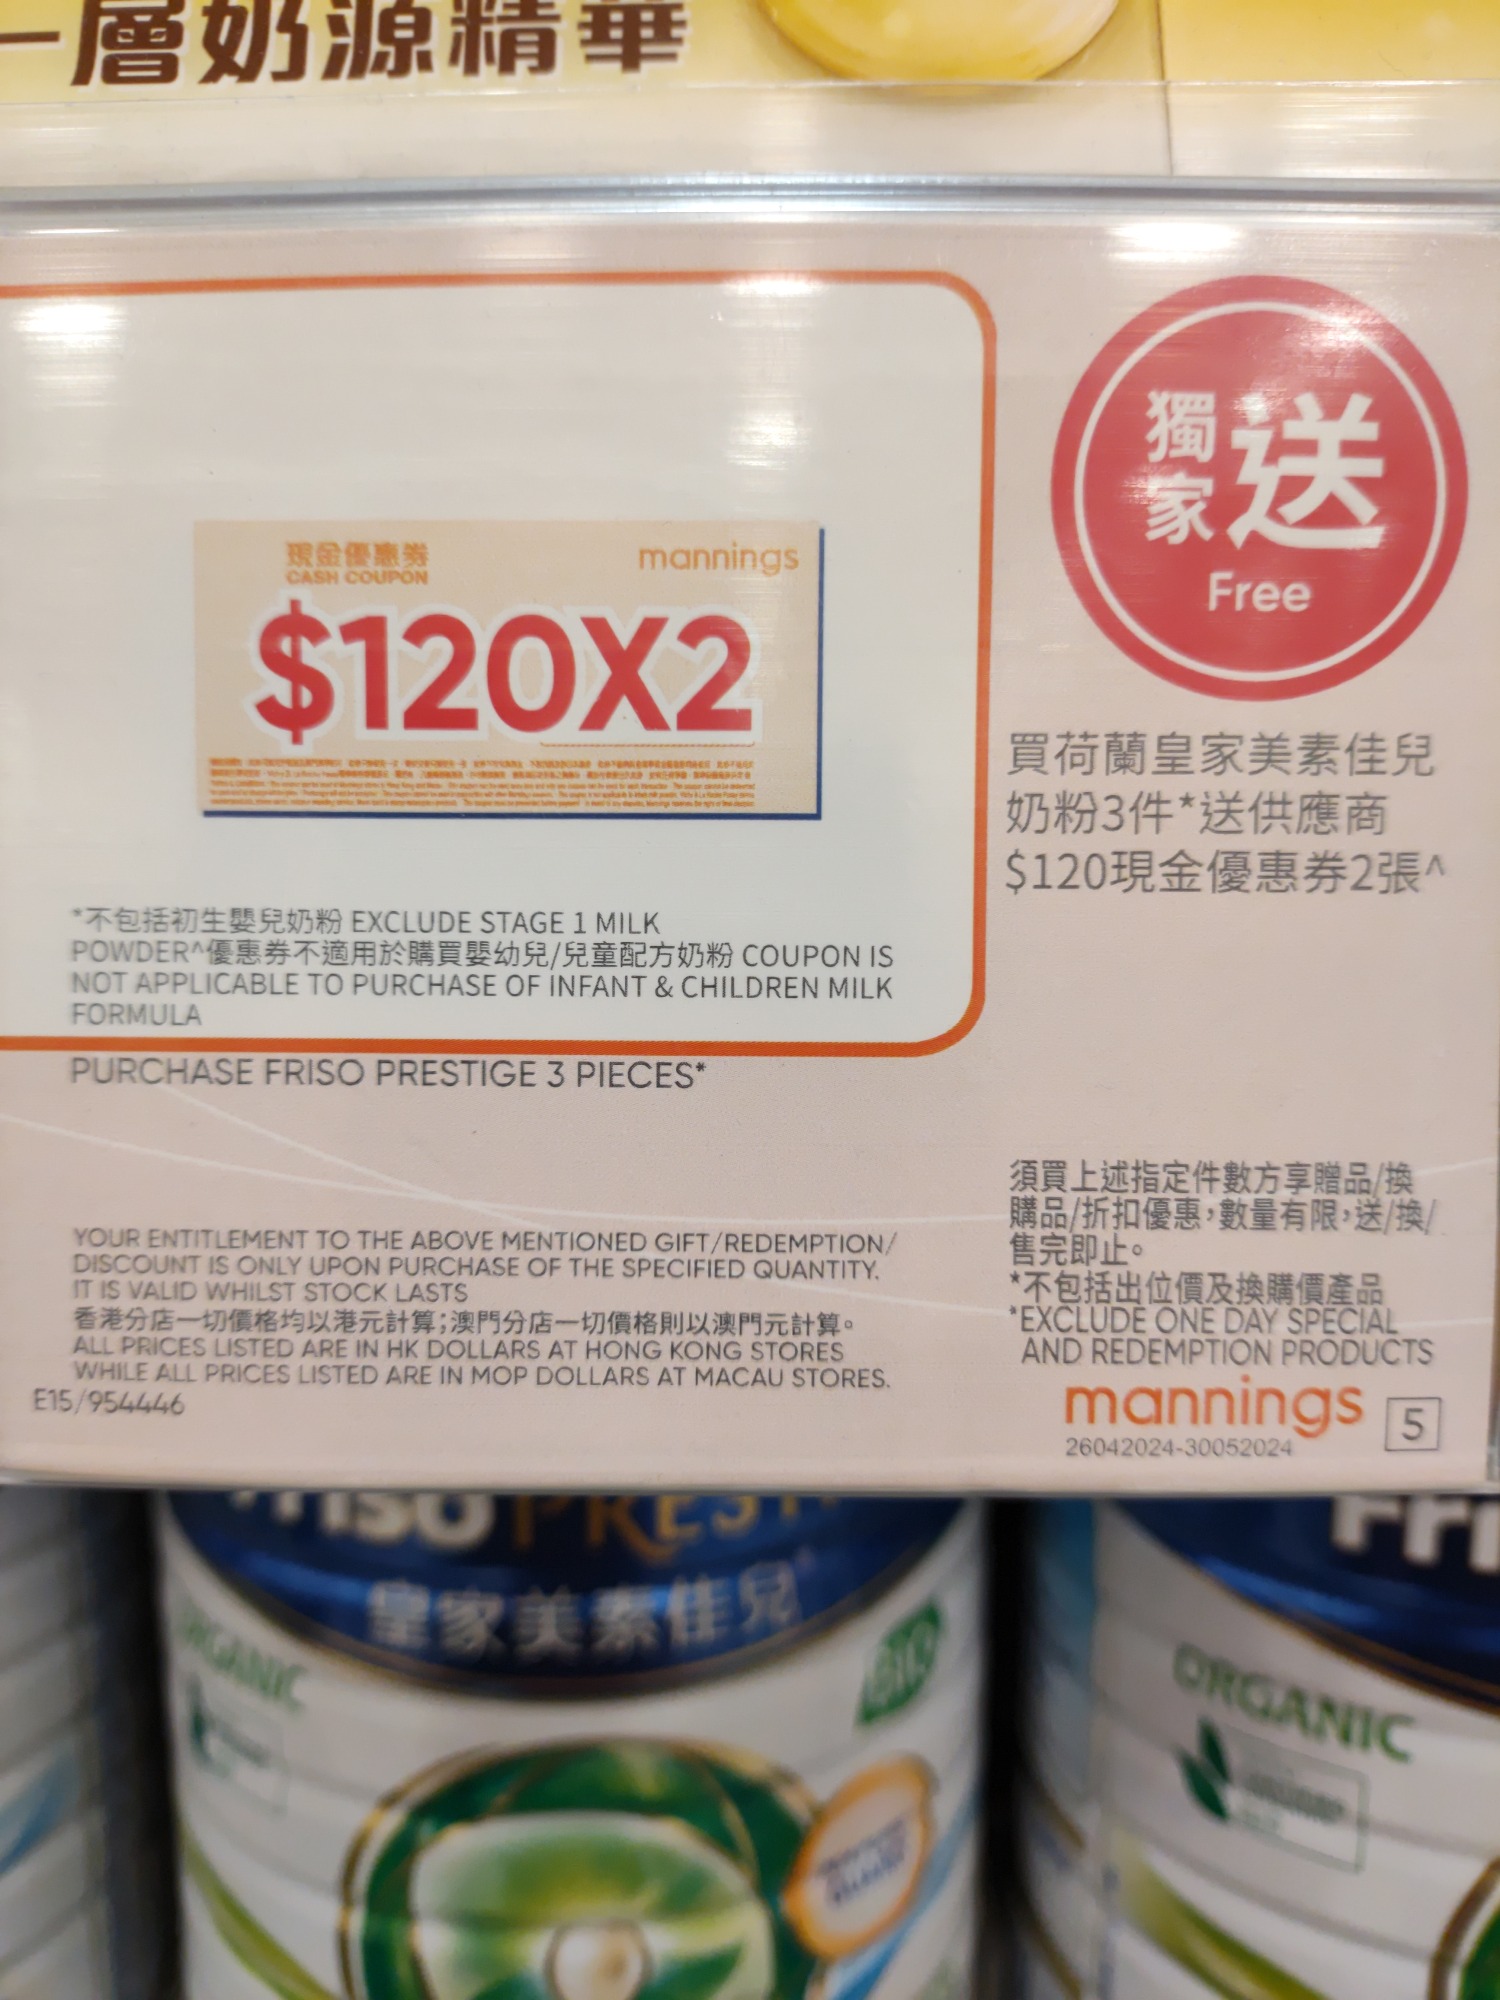 一層奶源精華
獨家 送
Free
現金優惠券
CASH COUPON
mannings
$120X2
買荷蘭皇家美素佳兒
奶粉3件*送供應商
$120現金優惠券2張^
*不包括初生嬰兒奶粉 EXCLUDE STAGE 1 MILK
POWDER^優惠券不適用於購買嬰幼兒/兒童配方奶粉 COUPON IS
NOT APPLICABLE TO PURCHASE OF INFANT & CHILDREN MILK
FORMULA
PURCHASE FRISO PRESTIGE 3 PIECES*
須買上述指定件數方享贈品/換
購品/折扣優惠，數量有限，送/換/
售完即止。
*不包括出位價及換購價產品
*EXCLUDE ONE DAY SPECIAL
AND REDEMPTION PRODUCTS
YOUR ENTITLEMENT TO THE ABOVE MENTIONED GIFT/REDEMPTION/
DISCOUNT IS ONLY UPON PURCHASE OF THE SPECIFIED QUANTITY.
IT IS VALID WHILST STOCK LASTS
香港分店一切價格均以港元計算；澳門分店一切價格則以澳門元計算。
ALL PRICES LISTED ARE IN HK DOLLARS AT HONG KONG STORES
WHILE ALL PRICES LISTED ARE IN MOP DOLLARS AT MACAU STORES.
E15/954446
mannings 5
26042024-30052024
皇家美素佳兒
ORGANIC
BIO
ORGANIC